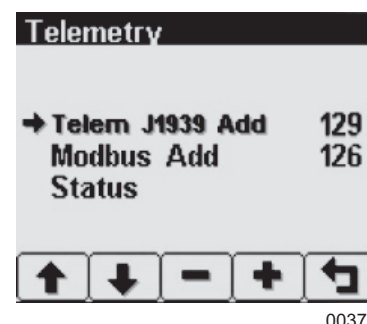 Telemetry
Telem J1939 Add 129
Modbus Add 126
Status
0037